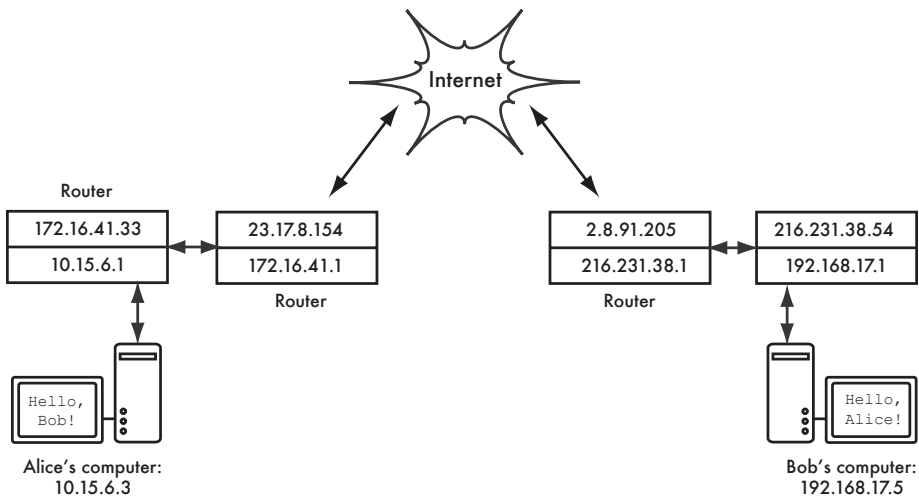 Internet
Router
172.16.41.33
10.15.6.1
23.17.8.154
172.16.41.1
Router
2.8.91.205
216.231.38.1
Router
216.231.38.54
192.168.17.1
Hello,
Bob!
Alice's computer:
10.15.6.3
Hello,
Alice!
Bob's computer:
192.168.17.5